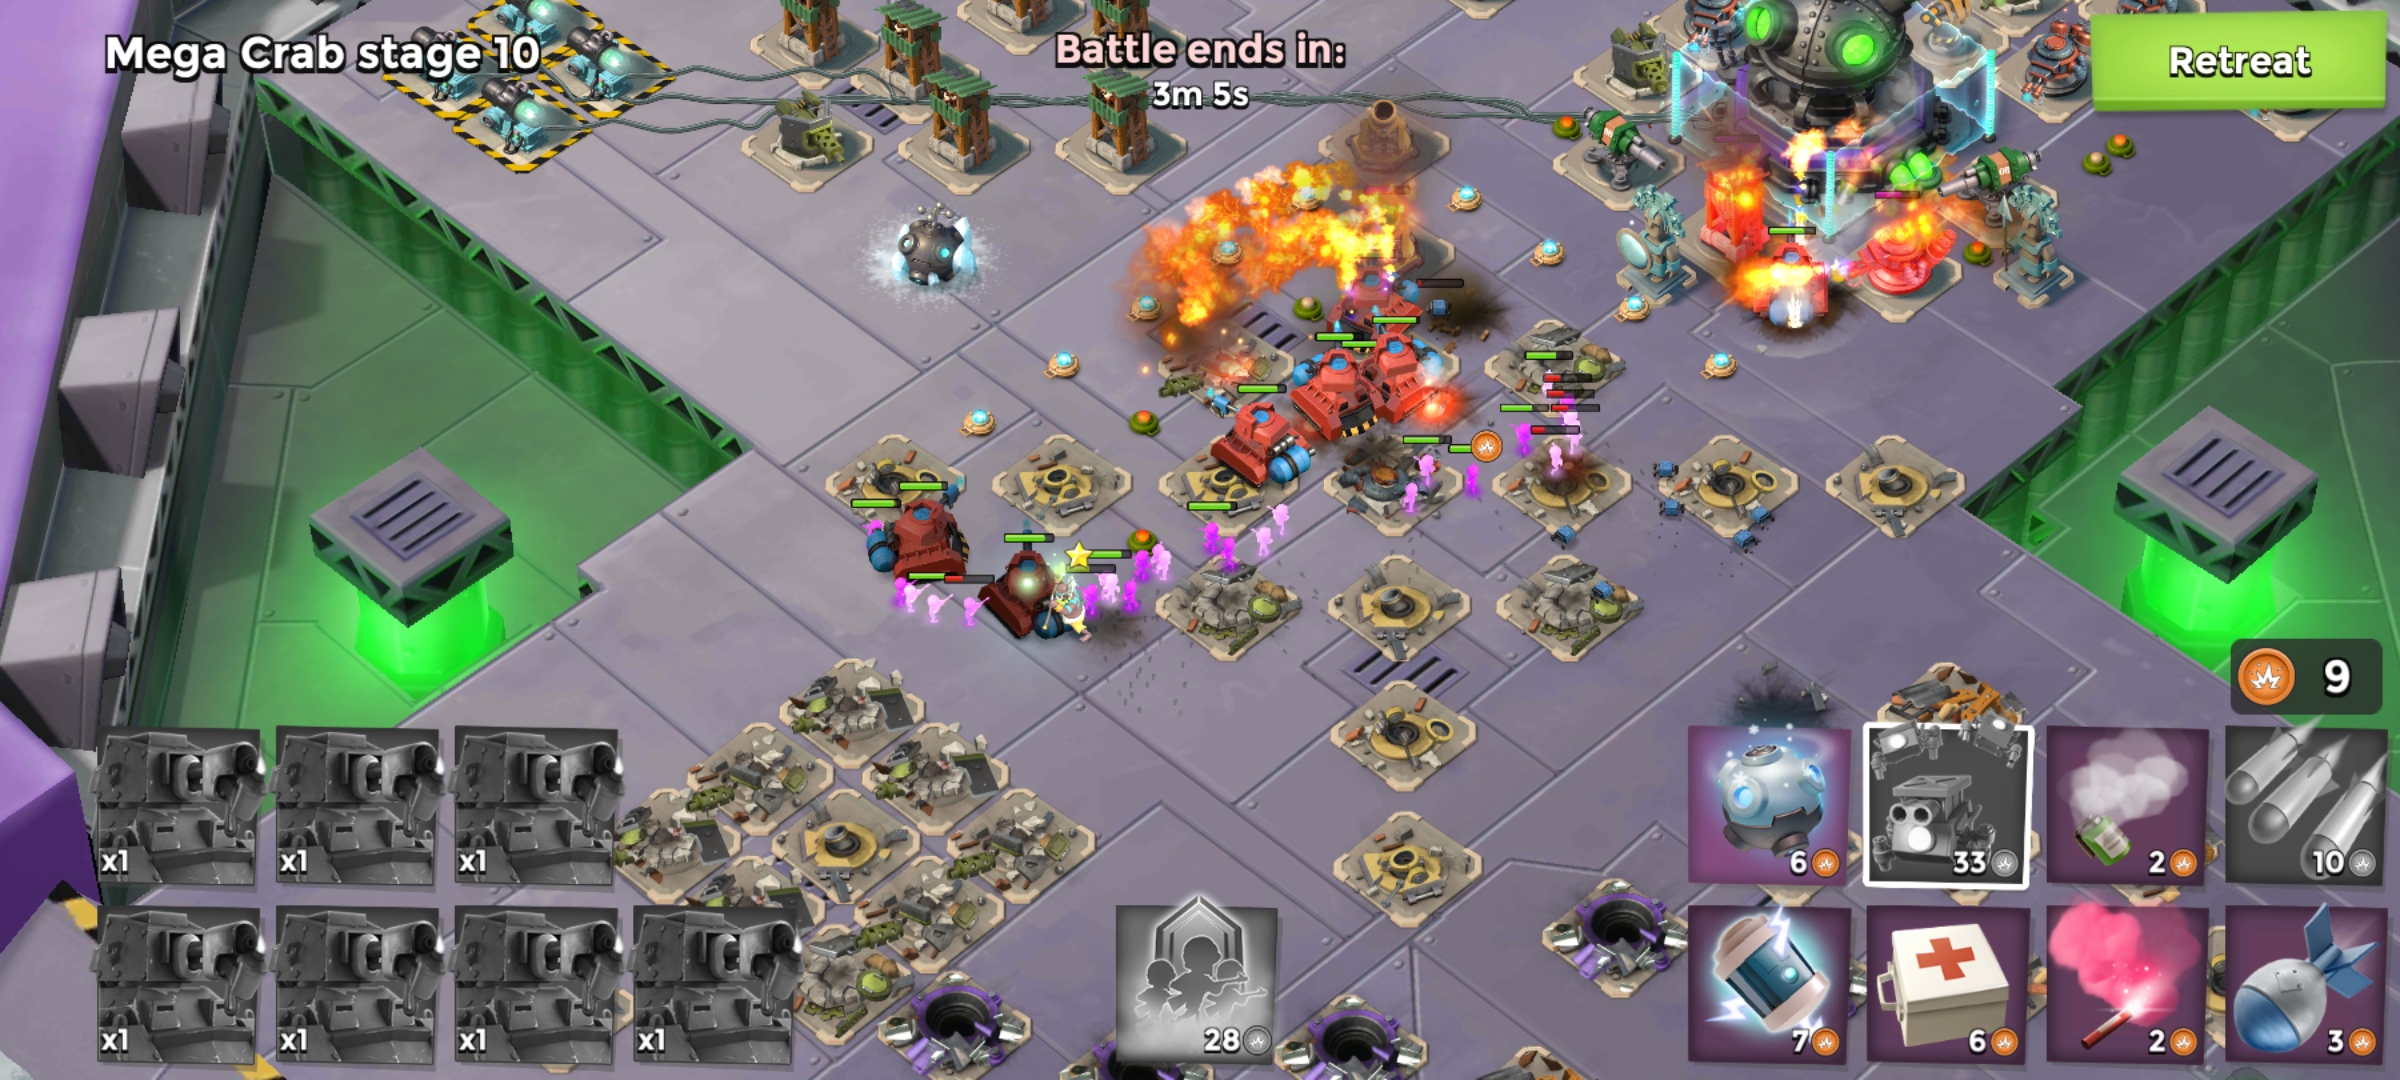 Mega Crab stage 10
Battle ends in:
3m 5s
Retreat
9
x1
x1
x1
6
33
2
10
x1
x1
x1
x1
28
7
6
2
3